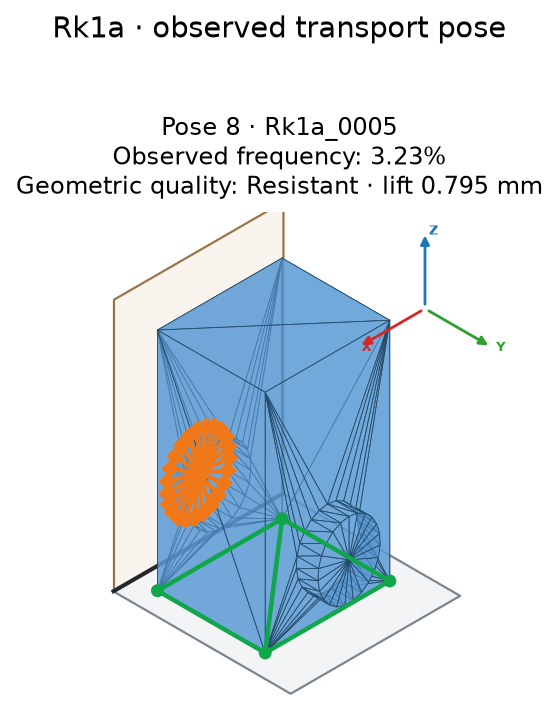 Rk1a · observed transport pose
Pose 8 · Rk1a_0005
Observed frequency: 3.23%
Geometric quality: Resistant · lift 0.795 mm
Z
X
Y